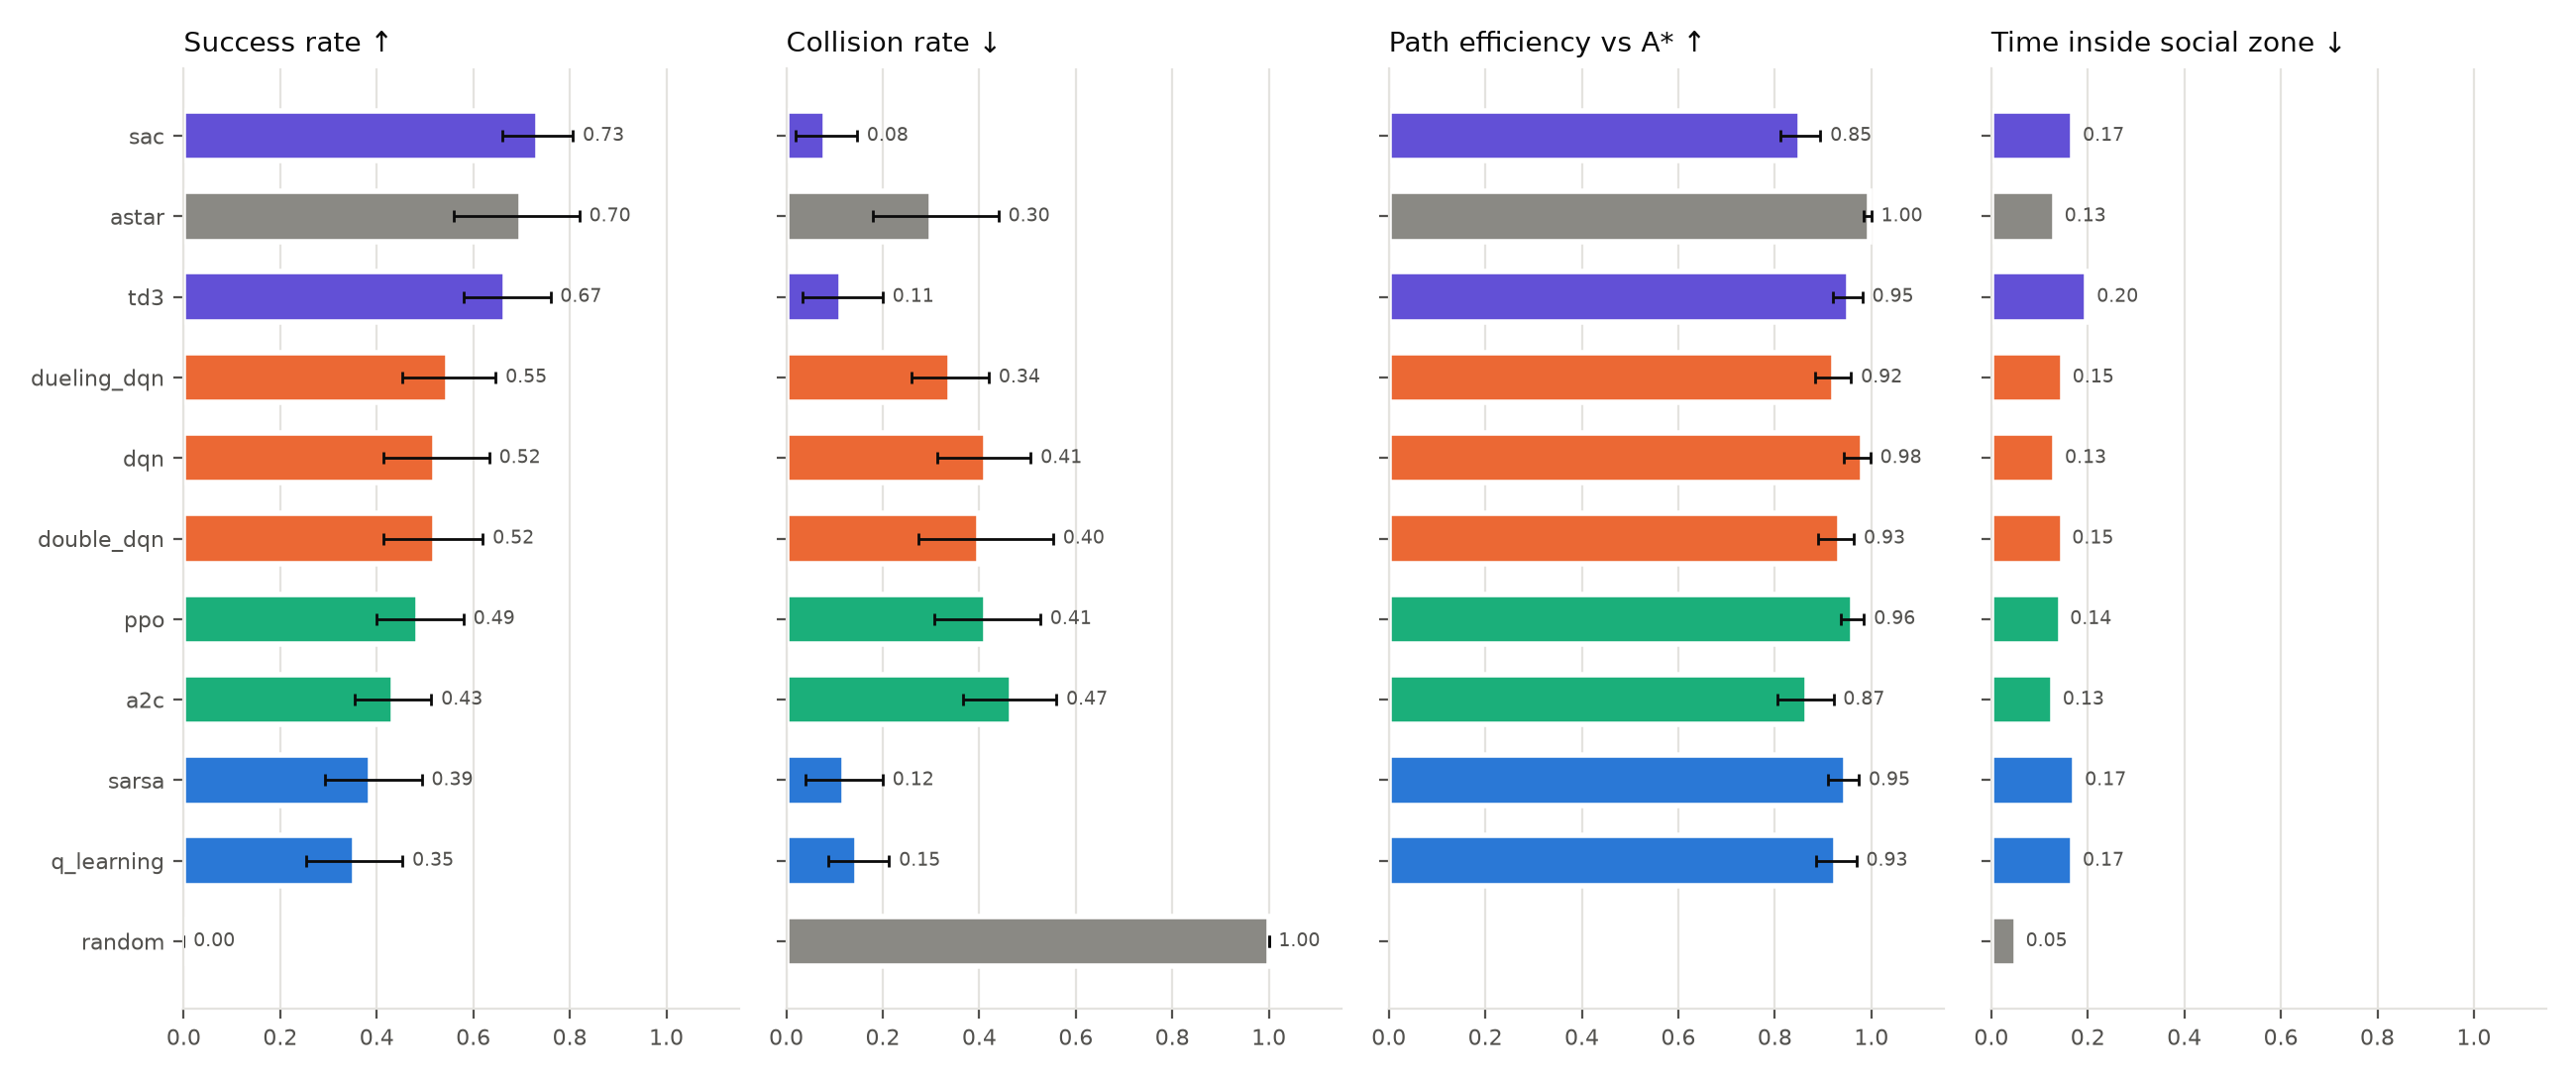 Success rate ↑
Collision rate ↓
Path efficiency vs A* ↑
Time inside social zone ↓
sac 0.73 0.08 0.85 0.17
astar 0.70 0.30 1.00 0.13
td3 0.67 0.11 0.95 0.20
dueling_dqn 0.55 0.34 0.92 0.15
dqn 0.52 0.41 0.98 0.13
double_dqn 0.52 0.40 0.93 0.15
ppo 0.49 0.41 0.96 0.14
a2c 0.43 0.47 0.87 0.13
sarsa 0.39 0.12 0.95 0.17
q_learning 0.35 0.15 0.93 0.17
random 0.00 1.00 0.05
0.0 0.2 0.4 0.6 0.8 1.0
0.0 0.2 0.4 0.6 0.8 1.0
0.0 0.2 0.4 0.6 0.8 1.0
0.0 0.2 0.4 0.6 0.8 1.0